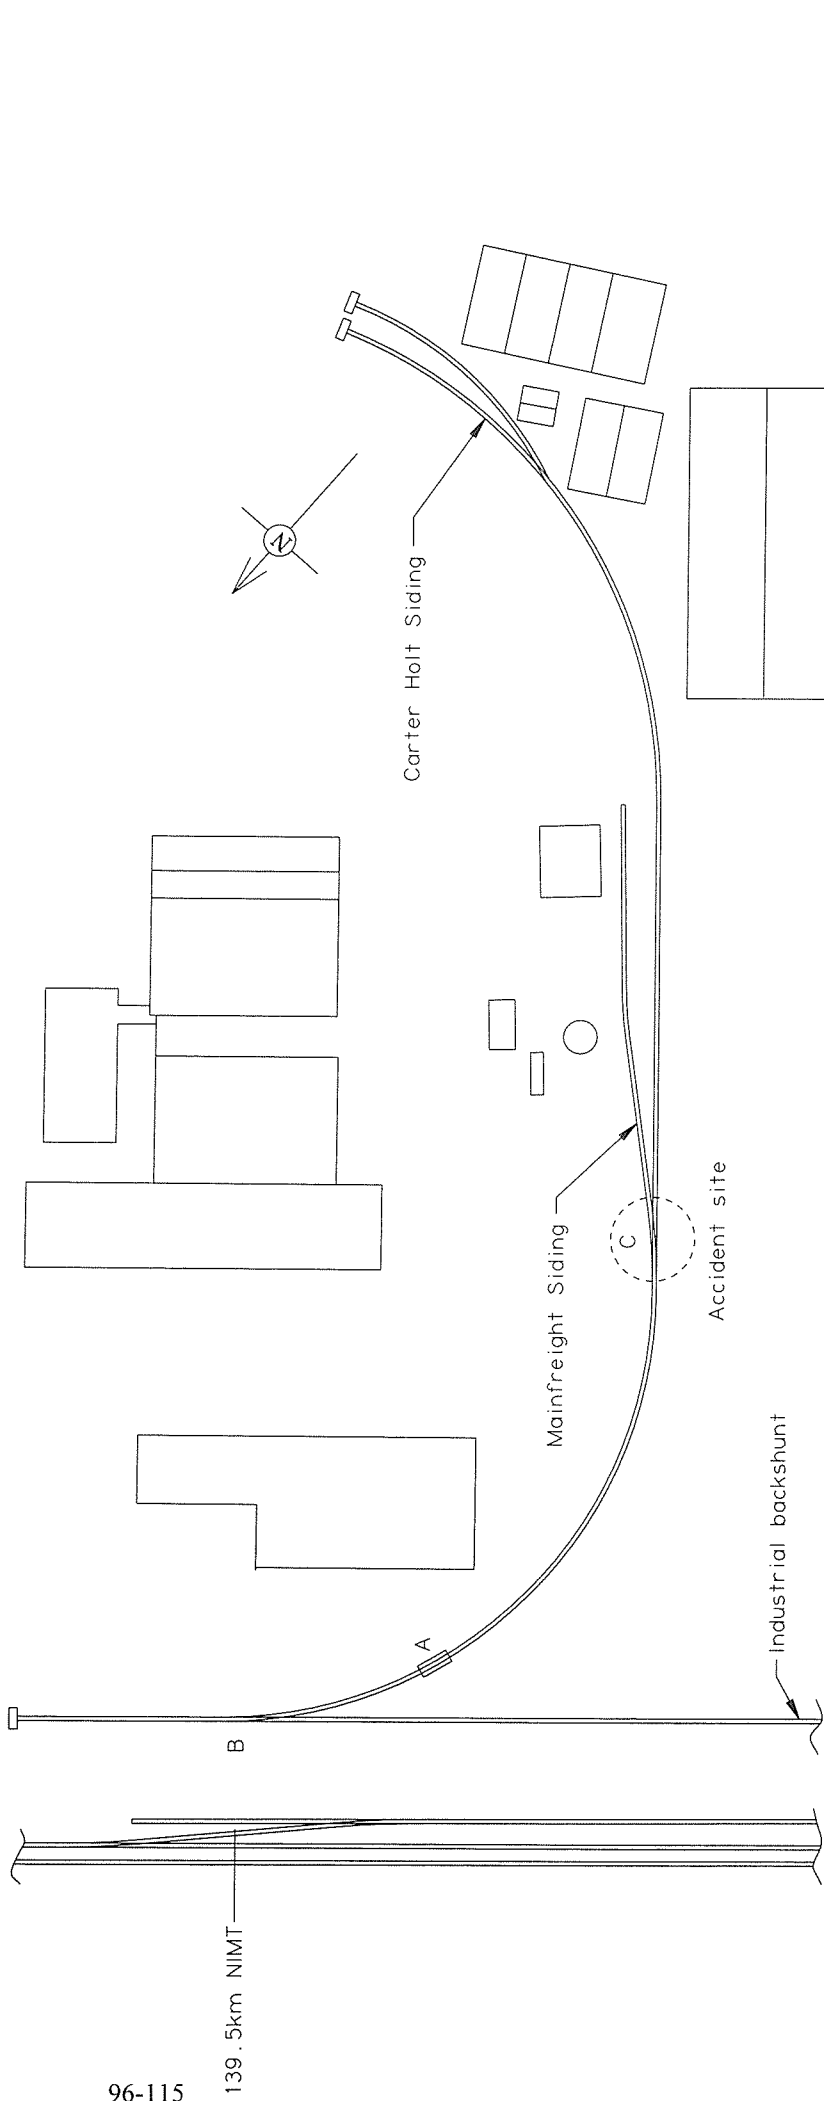 N
Carter Holt Siding
Mainfreight Siding
C
Accident site
Industrial backshunt
A
B
139.5km NIMT
96-115